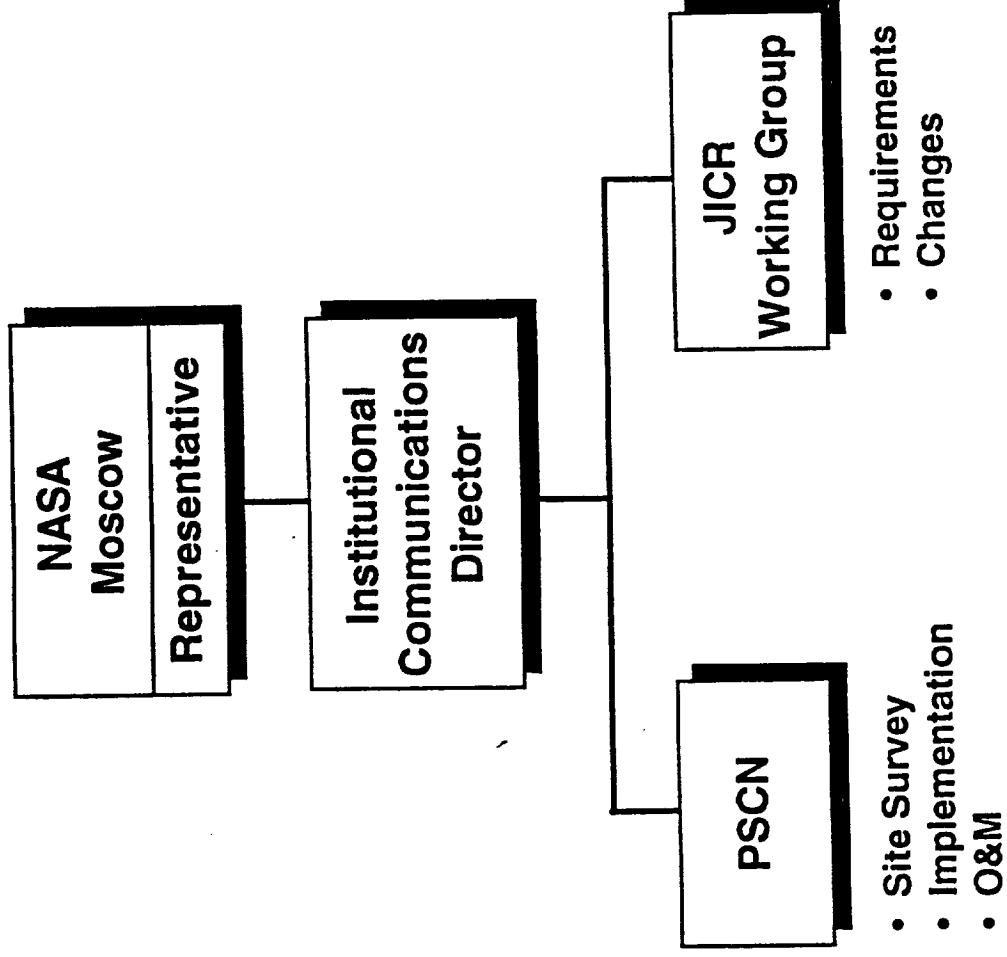 NASA
Moscow
Representative
Institutional
Communications
Director
PSCN
• Site Survey
• Implementation
• O&M
JICR
Working Group
• Requirements
• Changes